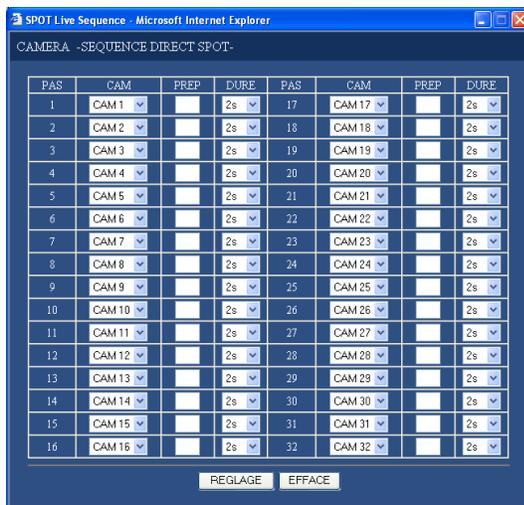 SPOT Live Sequence - Microsoft Internet Explorer
CAMERA -SEQUENCE DIRECT SPOT-
PAS CAM PREP DURE PAS CAM PREP DURE
1 CAM 1 2s 17 CAM 17 2s
2 CAM 2 2s 18 CAM 18 2s
3 CAM 3 2s 19 CAM 19 2s
4 CAM 4 2s 20 CAM 20 2s
5 CAM 5 2s 21 CAM 21 2s
6 CAM 6 2s 22 CAM 22 2s
7 CAM 7 2s 23 CAM 23 2s
8 CAM 8 2s 24 CAM 24 2s
9 CAM 9 2s 25 CAM 25 2s
10 CAM 10 2s 26 CAM 26 2s
11 CAM 11 2s 27 CAM 27 2s
12 CAM 12 2s 28 CAM 28 2s
13 CAM 13 2s 29 CAM 29 2s
14 CAM 14 2s 30 CAM 30 2s
15 CAM 15 2s 31 CAM 31 2s
16 CAM 16 2s 32 CAM 32 2s
REGLAGE EFFACE